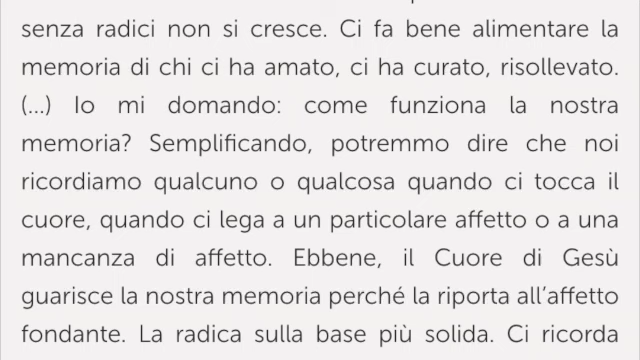 senza radici non si cresce. Ci fa bene alimentare la
memoria di chi ci ha amato, ci ha curato, risollevato.
(...) Io mi domando: come funziona la nostra
memoria? Semplificando, potremmo dire che noi
ricordiamo qualcuno o qualcosa quando ci tocca il
cuore, quando ci lega a un particolare affetto o a una
mancanza di affetto. Ebbene, il Cuore di Gesù
guarisce la nostra memoria perché la riporta all'affetto
fondante. La radica sulla base più solida. Ci ricorda